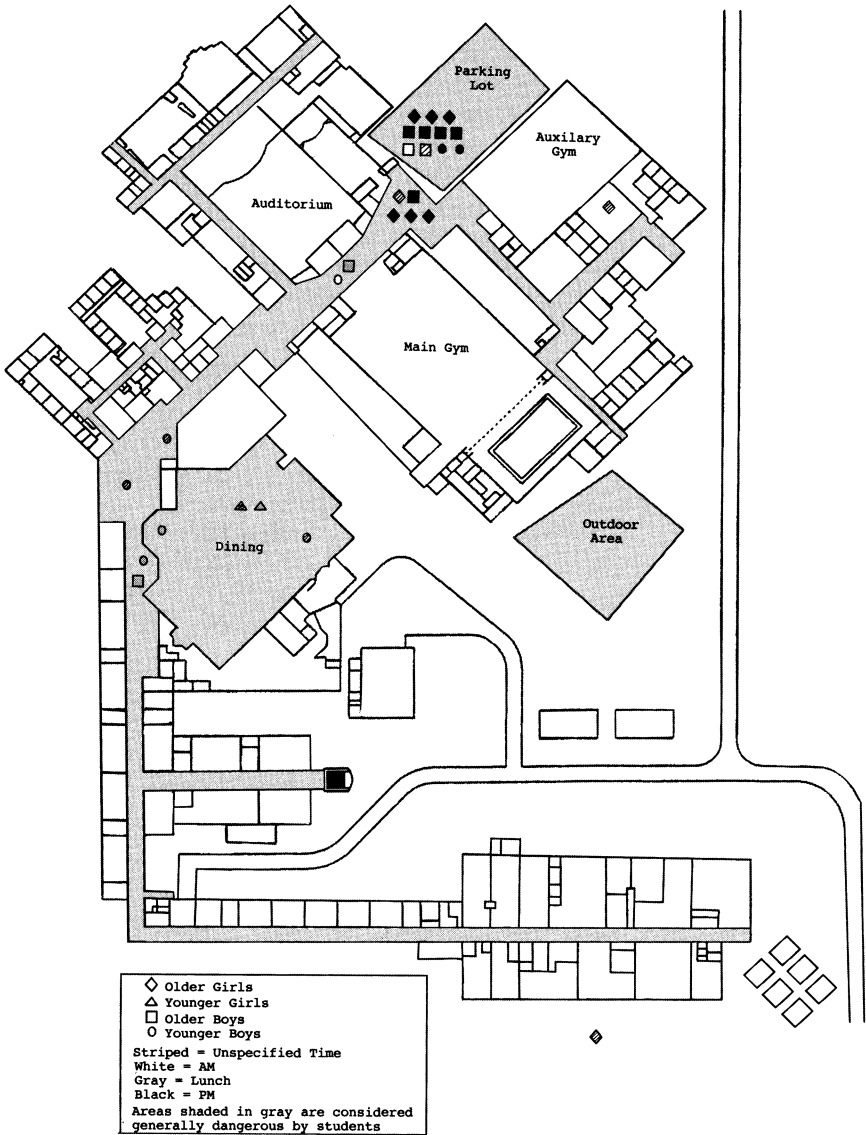 Parking
Lot
Auxilary
Gym
Auditorium
Main Gym
Outdoor
Area
Dining
Older Girls
Younger Girls
Older Boys
Younger Boys
Striped = Unspecified Time
White = AM
Gray = Lunch
Black = PM
Areas shaded in gray are considered
generally dangerous by students